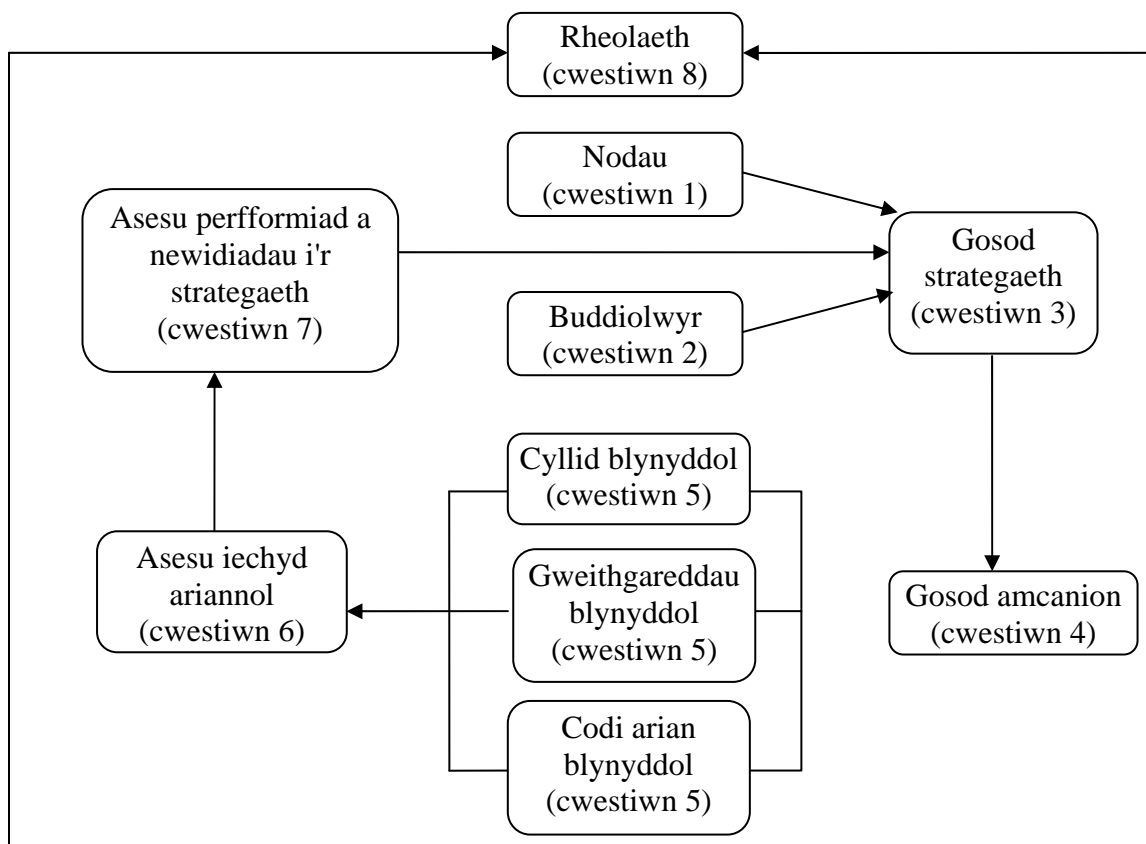 Rheolaeth
(cwestiwn 8)
Nodau
(cwestiwn 1)
Asesu perfformiad a
newidiadau i'r
strategaeth
(cwestiwn 7)
Gosod
strategaeth
(cwestiwn 3)
Buddiolwyr
(cwestiwn 2)
Cyllid blynyddol
(cwestiwn 5)
Asesu iechyd
ariannol
(cwestiwn 6)
Gweithgareddau
blynyddol
(cwestiwn 5)
Gosod amcanion
(cwestiwn 4)
Codi arian
blynyddol
(cwestiwn 5)